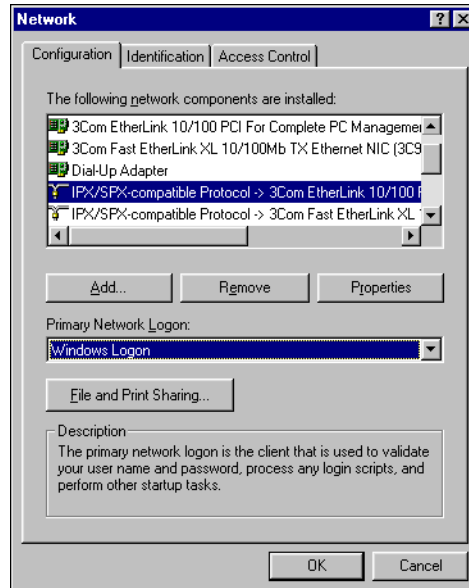 Network
Configuration Identification Access Control
The following network components are installed:
3Com EtherLink 10/100 PCI For Complete PC Managemer
3Com Fast EtherLink XL 10/100Mb TX Ethernet NIC (3C9
Dial-Up Adapter
IPX/SPX-compatible Protocol -> 3Com EtherLink 10/100 F
IPX/SPX-compatible Protocol -> 3Com Fast EtherLink XL
Add... Remove Properties
Primary Network Logon:
Windows Logon
File and Print Sharing...
Description
The primary network logon is the client that is used to validate
your user name and password, process any login scripts, and
perform other startup tasks.
OK Cancel